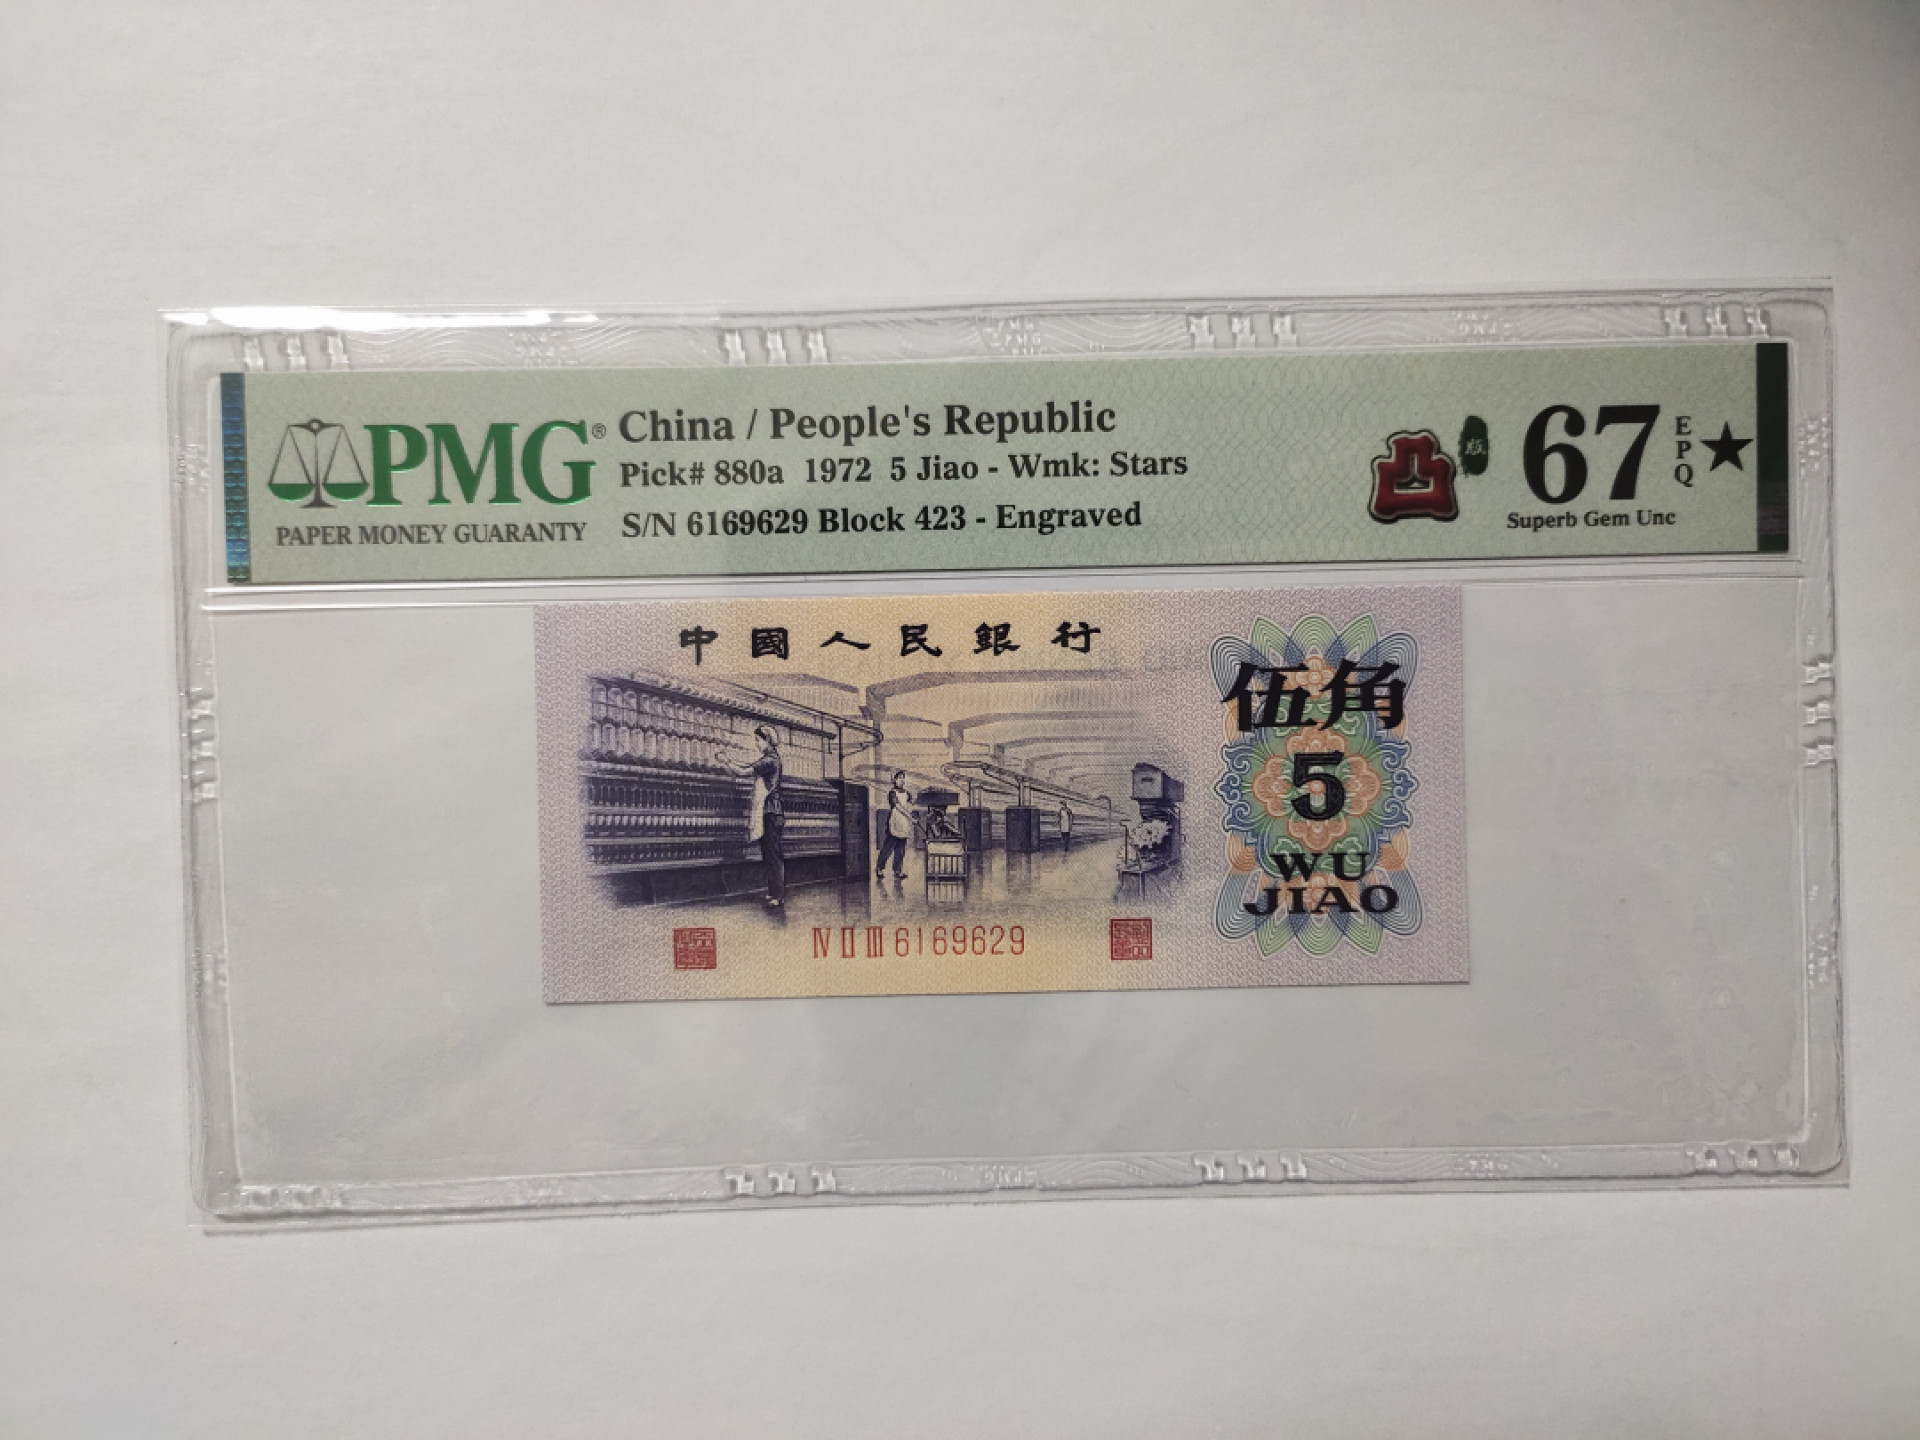 PMG®
PAPER MONEY GUARANTY
China / People's Republic
Pick# 880a 1972 5 Jiao - Wmk: Stars
S/N 6169629 Block 423 - Engraved
凸版
67 EPQ ★
Superb Gem Unc
中國人民銀行
伍角
5
WU
JIAO
Ⅳ Ⅱ Ⅲ 6169629